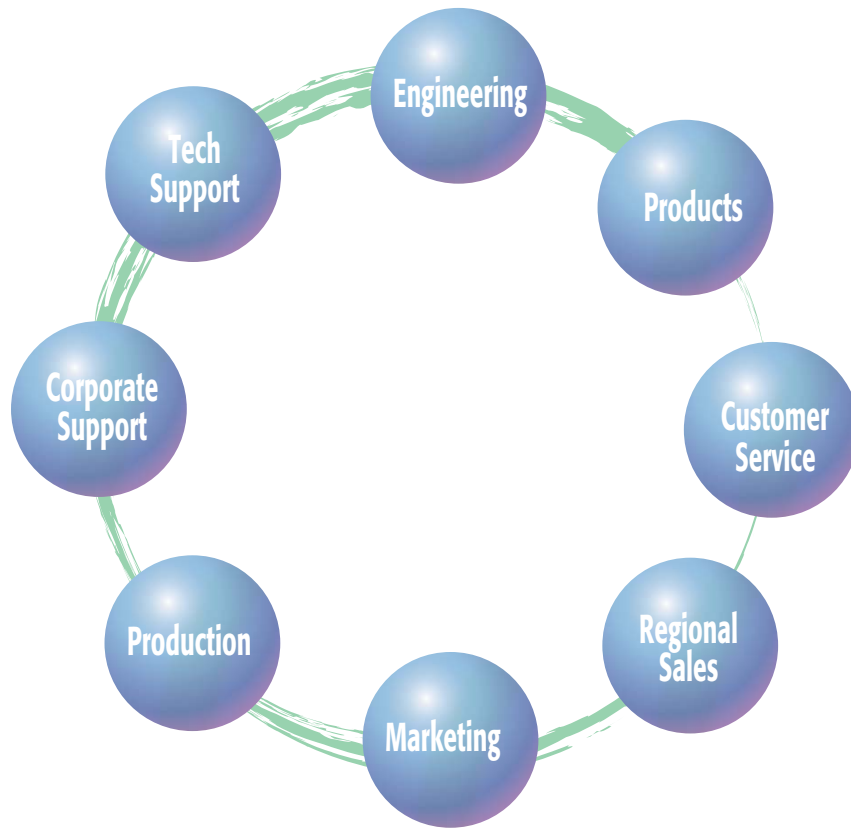 Engineering
Products
Customer
Service
Regional
Sales
Marketing
Production
Corporate
Support
Tech
Support